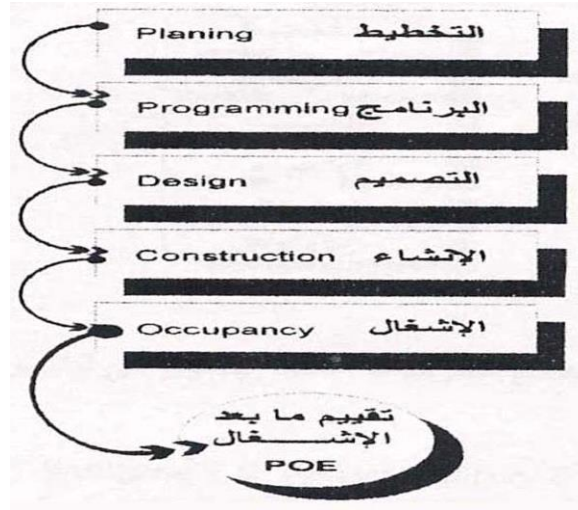 Planing التخطيط
Programming البرنامج
Design التصميم
Construction الإنشاء
Occupancy الإشغال
تقييم ما بعد
الإشغال
POE